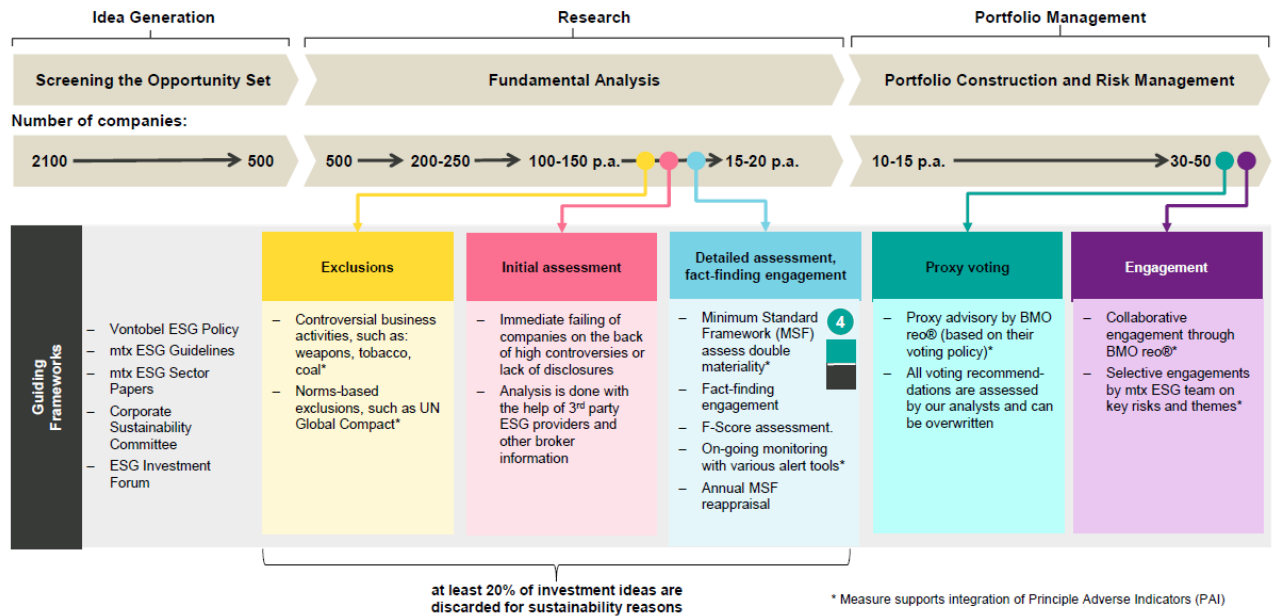 Idea Generation
Research
Portfolio Management
Screening the Opportunity Set
Fundamental Analysis
Portfolio Construction and Risk Management
Number of companies:
2100
500
500
200-250
100-150 p.a.
15-20 p.a.
10-15 p.a.
30-50
Guiding
Frameworks
– Vontobel ESG Policy
– mtx ESG Guidelines
– mtx ESG Sector
Papers
– Corporate
Sustainability
Committee
– ESG Investment
Forum
Exclusions
– Controversial business
activities, such as:
weapons, tobacco,
coal*
– Norms-based
exclusions, such as UN
Global Compact*
Initial assessment
– Immediate failing of
companies on the back
of high controversies or
lack of disclosures
– Analysis is done with
the help of 3rd party
ESG providers and
other broker
information
Detailed assessment,
fact-finding engagement
– Minimum Standard
Framework (MSF)
assess double
materiality*
– Fact-finding
engagement
– F-Score assessment.
– On-going monitoring
with various alert tools*
– Annual MSF
reappraisal
4
Proxy voting
– Proxy advisory by BMO
reo® (based on their
voting policy)*
– All voting recommen-
dations are assessed
by our analysts and can
be overwritten
Engagement
– Collaborative
engagement through
BMO reo®*
– Selective engagements
by mtx ESG team on
key risks and themes*
at least 20% of investment ideas are
discarded for sustainability reasons
* Measure supports integration of Principle Adverse Indicators (PAI)